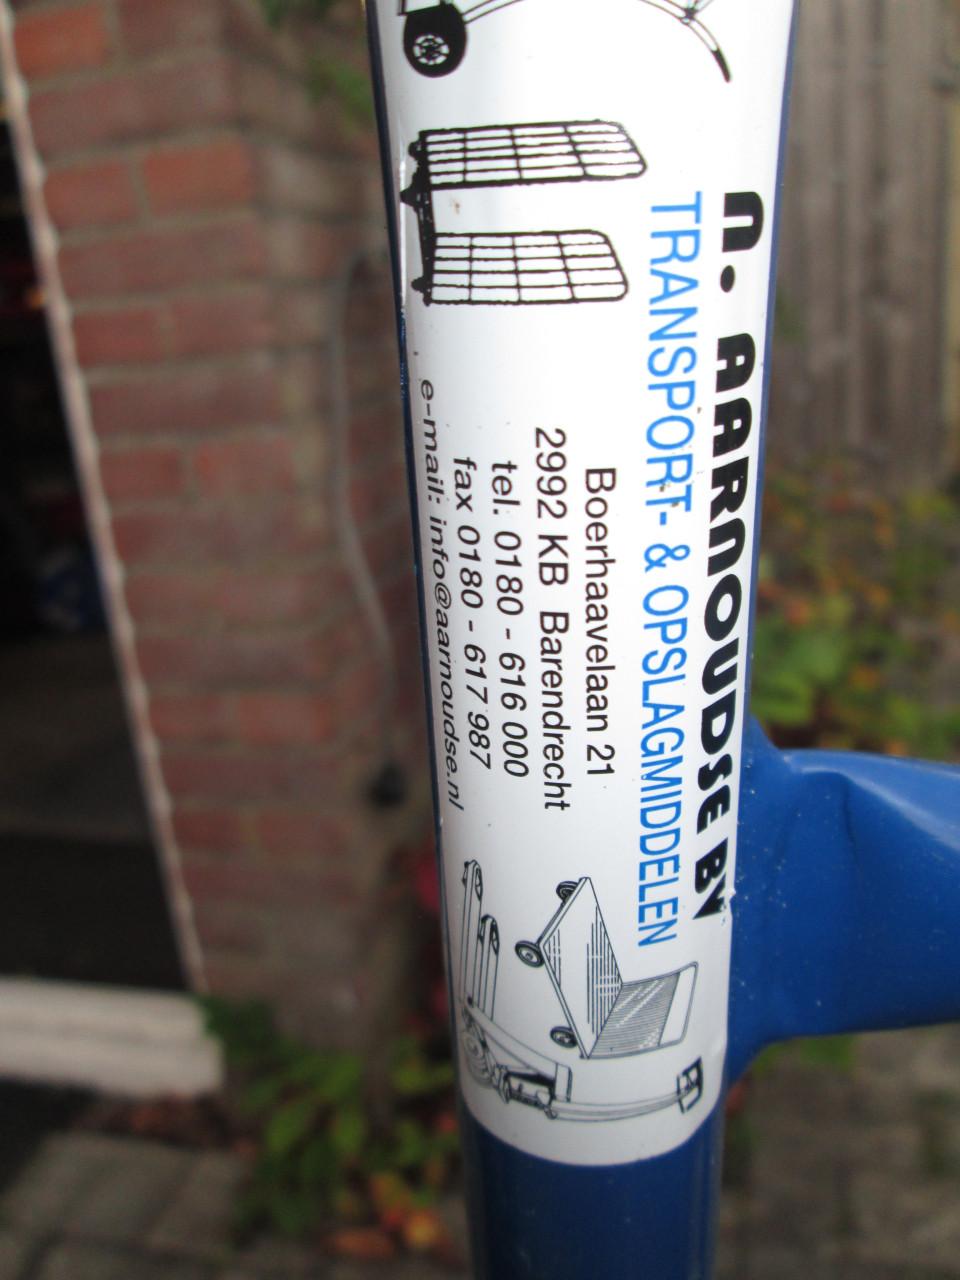 N. AARNOUDSE BV
TRANSPORT- & OPSLAGMIDDELEN
Boerhaavelaan 21
2992 KB Barendrecht
tel. 0180 - 616 000
fax 0180 - 617 987
e-mail: info@aarnoudse.nl